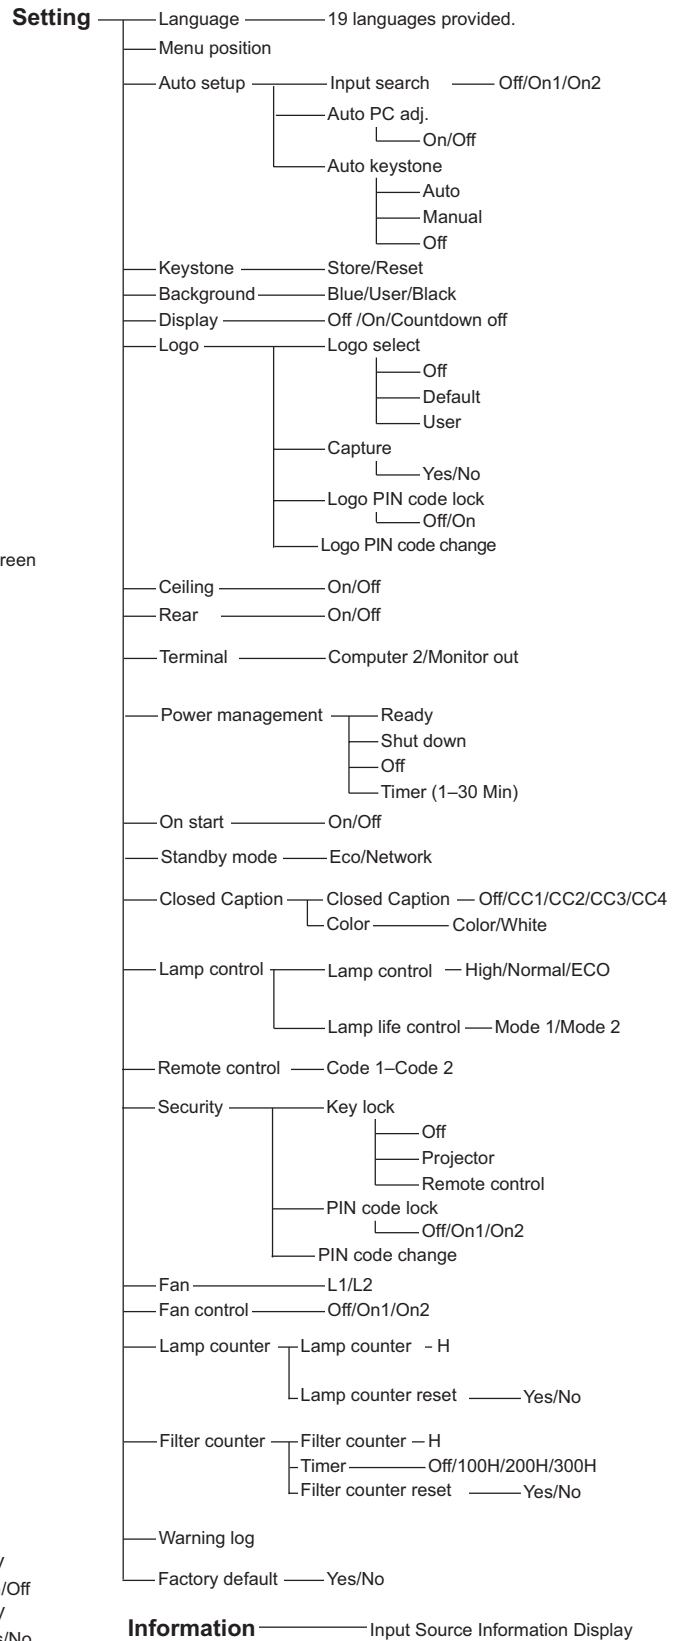 Setting Language 19 languages provided.
Menu position
Auto setup Input search Off/On1/On2
Auto PC adj.
On/Off
Auto keystone
Auto
Manual
Off
Keystone Store/Reset
Background Blue/User/Black
Display Off /On/Countdown off
Logo Logo select
Off
Default
User
Capture
Yes/No
Logo PIN code lock
Off/On
Logo PIN code change
reen
Ceiling On/Off
Rear On/Off
Terminal Computer 2/Monitor out
Power management Ready
Shut down
Off
Timer (1–30 Min)
On start On/Off
Standby mode Eco/Network
Closed Caption Closed Caption Off/CC1/CC2/CC3/CC4
Color Color/White
Lamp control Lamp control High/Normal/ECO
Lamp life control Mode 1/Mode 2
Remote control Code 1–Code 2
Security Key lock
Off
Projector
Remote control
PIN code lock
Off/On1/On2
PIN code change
Fan L1/L2
Fan control Off/On1/On2
Lamp counter Lamp counter H
Lamp counter reset Yes/No
Filter counter Filter counter H
Timer Off/100H/200H/300H
Filter counter reset Yes/No
Warning log
/Off
Factory default Yes/No
s/No
Information Input Source Information Display